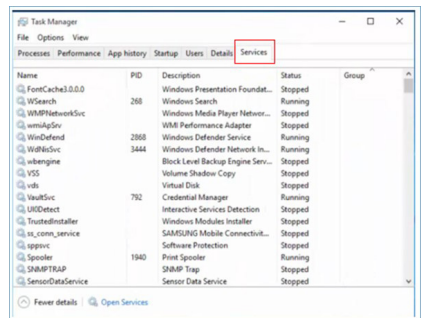 Task Manager
File Options View
Processes Performance App history Startup Users Details Services
Name PID Description Status Group
FontCache3.0.0.0 Windows Presentation Foundat... Stopped
WSearch 268 Windows Search Running
WMPNetworkSvc Windows Media Player Networ... Stopped
wmiApSrv WMI Performance Adapter Stopped
WinDefend 2868 Windows Defender Service Running
WdNisSvc 3444 Windows Defender Network In... Running
wbengine Block Level Backup Engine Serv... Stopped
VSS Volume Shadow Copy Stopped
vds Virtual Disk Stopped
VaultSvc 792 Credential Manager Running
UI0Detect Interactive Services Detection Stopped
TrustedInstaller Windows Modules Installer Stopped
ss_conn_service SAMSUNG Mobile Connectivit... Stopped
sppsvc Software Protection Stopped
Spooler 1940 Print Spooler Running
SNMPTRAP SNMP Trap Stopped
SensorDataService Sensor Data Service Stopped
Fewer details Open Services